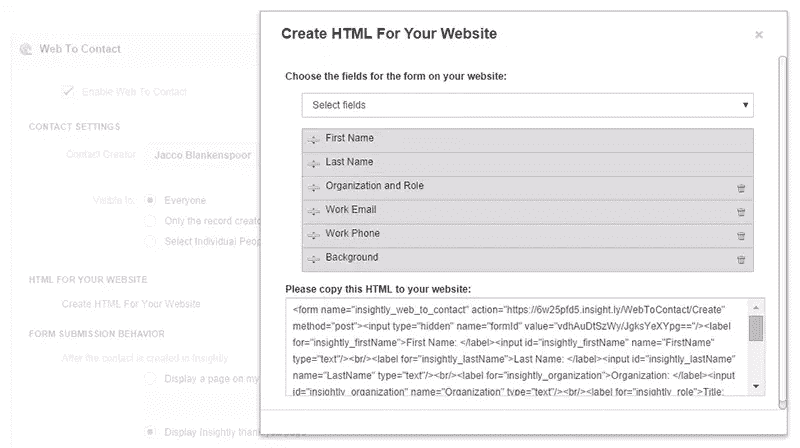 Create HTML For Your Website
Web To Contact
Choose the fields for the form on your website:
Enable Web To Contact
Select fields
CONTACT SETTINGS
First Name
Contact Creator
Jacco Blankenspoor
Last Name
Organization and Role
Visible to:
Everyone
Work Email
Only the record creato
Work Phone
Select Individual Peop
Background
HTML FOR YOUR WEBSITE
Please copy this HTML to your website:
Create HTML For Your Website
<form name="insightly_web_to_contact" action="https://6w25pfd5.insight.ly/WebToContact/Create"
method="post"><input type="hidden" name="formId" value="vdhAuDtSzWy/JgksYeXYpg=="/><label
for="insightly_firstName">First Name: </label><input id="insightly_firstName" name="FirstName"
type="text"/><br/><label for="insightly_lastName">Last Name: </label><input id="insightly_lastName"
name="LastName" type="text"/><br/><label for="insightly_organization">Organization: </label><input
id="insightly_organization" name="Organization" type="text"/><br/><label for="insightly_role">Title:
FORM SUBMISSION BEHAVIOR
After the contact is created in Insightly
Display a page on my
Display Insightly thank you page